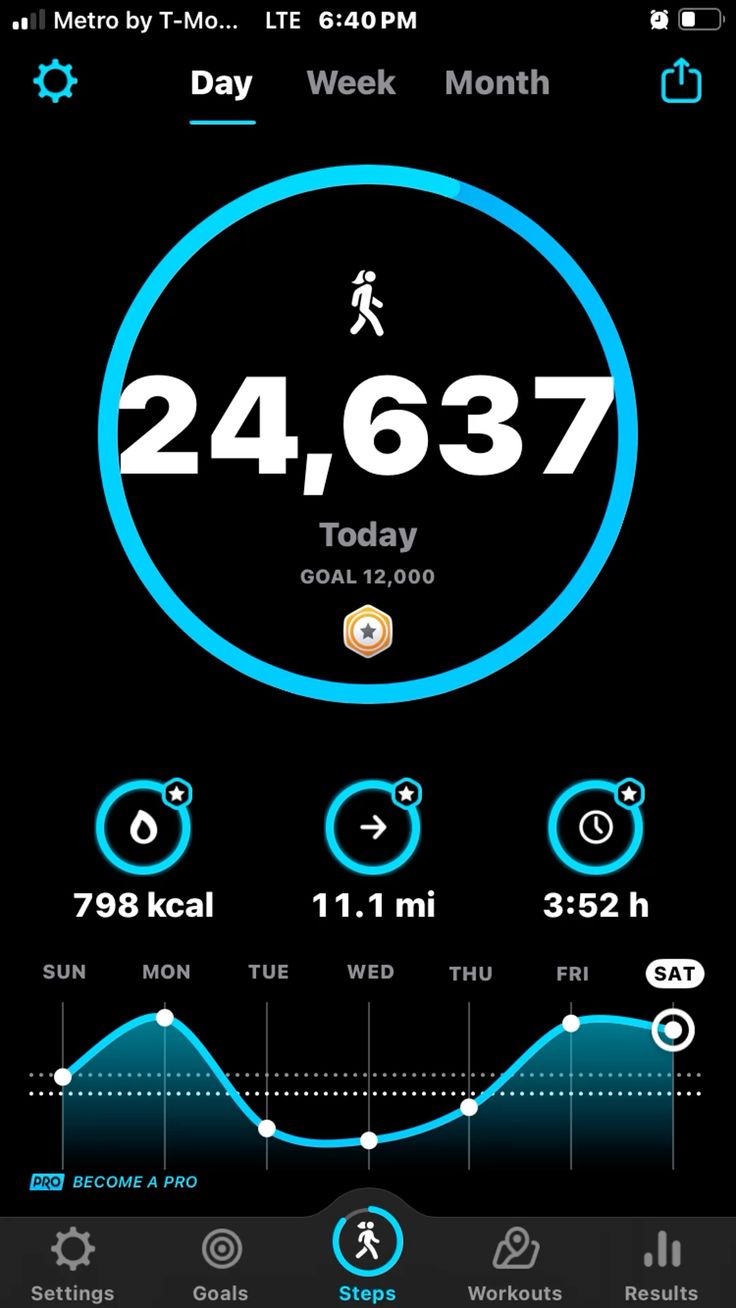 Metro by T-Mo... LTE 6:40 PM
Day Week Month
24,637
Today
GOAL 12,000
798 kcal 11.1 mi 3:52 h
SUN MON TUE WED THU FRI SAT
PRO BECOME A PRO
Settings Goals Steps Workouts Results